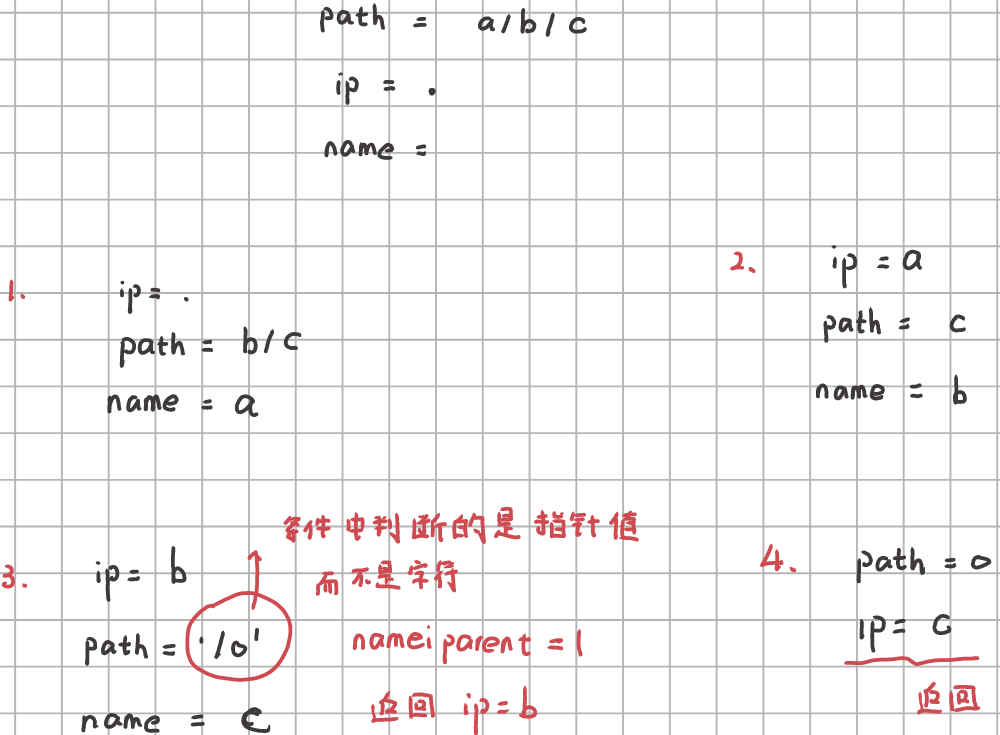 path = a/b/c
ip = .
name =
1.
ip = .
path = b/c
name = a
2.
ip = a
path = c
name = b
条件中判断的是指针值
而不是字符
3.
ip = b
path = '/0'
name = c
nameiparent = 1
返回 ip = b
4.
path = 0
ip = c
返回